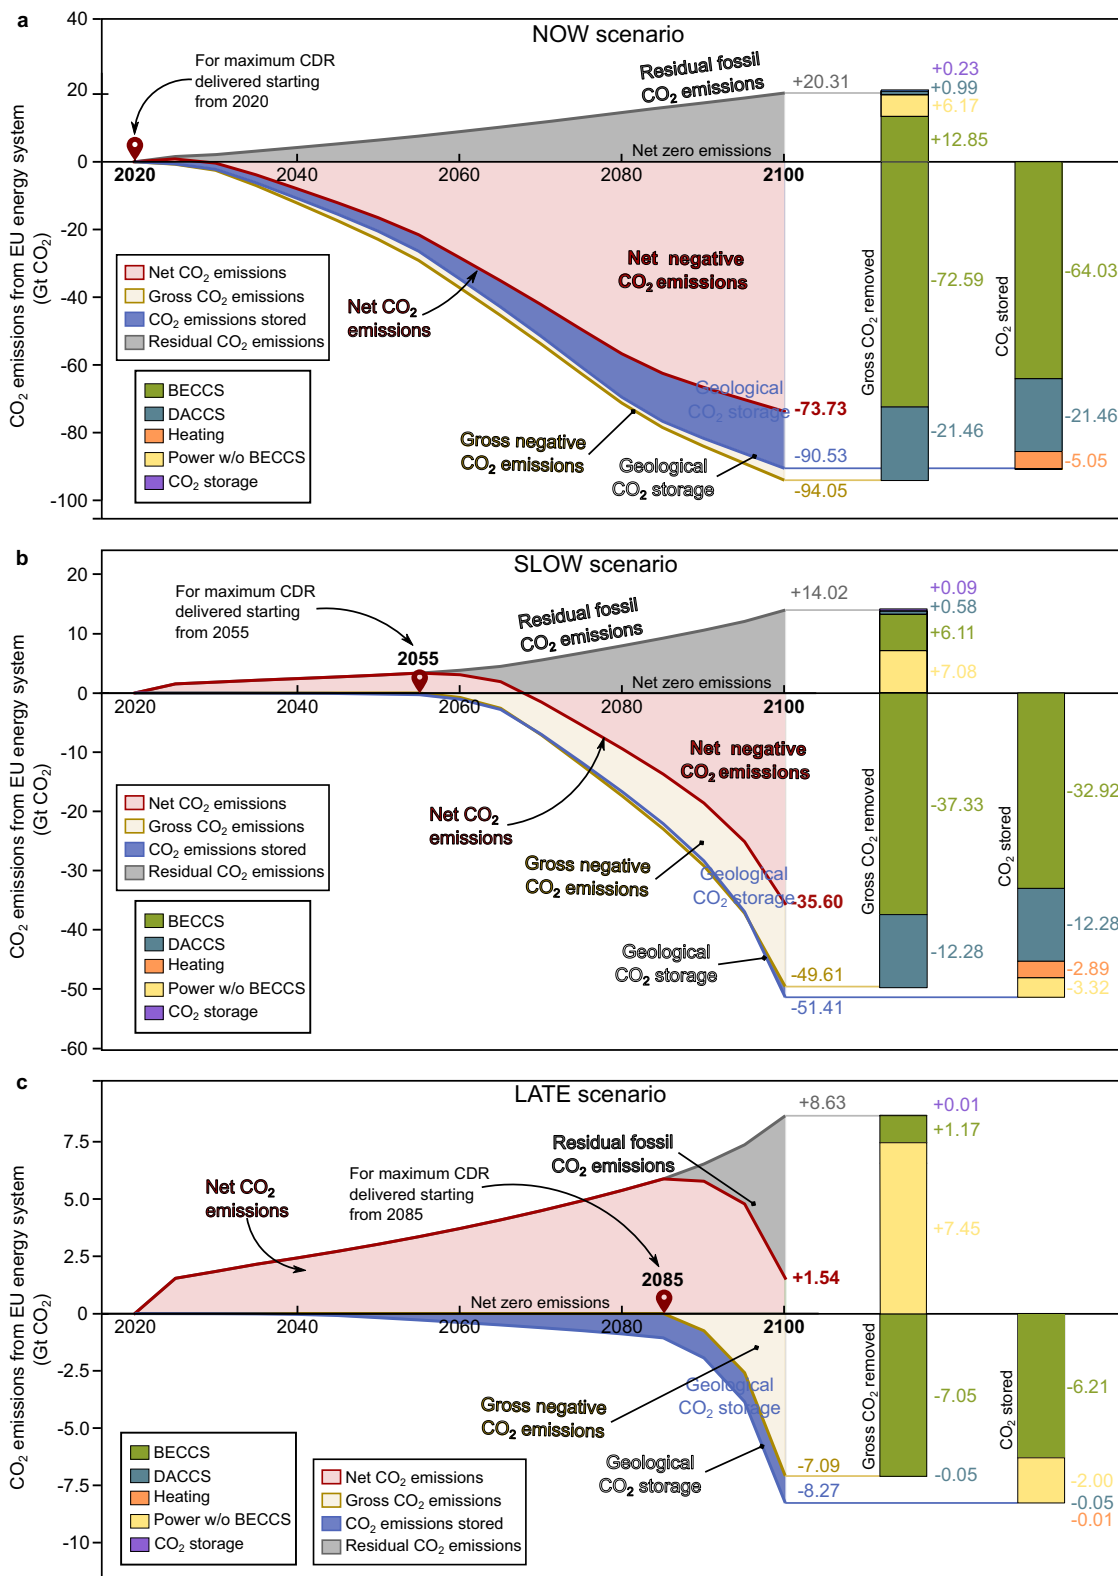 a
NOW scenario
40
20
0
-20
-40
-60
-80
-100
CO₂ emissions from EU energy system
(Gt CO₂)
For maximum CDR
delivered starting
from 2020
Residual fossil
CO₂ emissions
+20.31
+0.23
+0.99
+6.17
+12.85
Net zero emissions
2020
2040
2060
2080
2100
Net CO₂ emissions
Gross CO₂ emissions
CO₂ emissions stored
Residual CO₂ emissions
BECCS
DACCS
Heating
Power w/o BECCS
CO₂ storage
Net CO₂
emissions
Net negative
CO₂ emissions
Geological
CO₂ storage
-73.73
Gross negative
CO₂ emissions
Geological
CO₂ storage
-90.53
-94.05
Gross CO₂ removed
-72.59
-21.46
CO₂ stored
-64.03
-21.46
-5.05
b
SLOW scenario
20
10
0
-10
-20
-30
-40
-50
-60
CO₂ emissions from EU energy system
(Gt CO₂)
For maximum CDR
delivered starting
from 2055
2055
Residual fossil
CO₂ emissions
+14.02
+0.09
+0.58
+6.11
+7.08
Net zero emissions
2020
2040
2060
2080
2100
Net CO₂ emissions
Gross CO₂ emissions
CO₂ emissions stored
Residual CO₂ emissions
BECCS
DACCS
Heating
Power w/o BECCS
CO₂ storage
Net CO₂
emissions
Net negative
CO₂ emissions
Gross negative
CO₂ emissions
Geological
CO₂ storage
-35.60
Geological
CO₂ storage
-49.61
-51.41
Gross CO₂ removed
-37.33
-12.28
CO₂ stored
-32.92
-12.28
-2.89
-3.32
c
LATE scenario
7.5
5.0
2.5
0
-2.5
-5.0
-7.5
-10
CO₂ emissions from EU energy system
(Gt CO₂)
Net CO₂
emissions
For maximum CDR
delivered starting
from 2085
2085
Residual fossil
CO₂ emissions
+8.63
+0.01
+1.17
+7.45
+1.54
Net zero emissions
2020
2040
2060
2080
2100
Gross negative
CO₂ emissions
Geological
CO₂ storage
Geological
CO₂ storage
-7.09
-8.27
Gross CO₂ removed
-7.05
-0.05
CO₂ stored
-6.21
-2.00
-0.05
-0.01
BECCS
DACCS
Heating
Power w/o BECCS
CO₂ storage
Net CO₂ emissions
Gross CO₂ emissions
CO₂ emissions stored
Residual CO₂ emissions